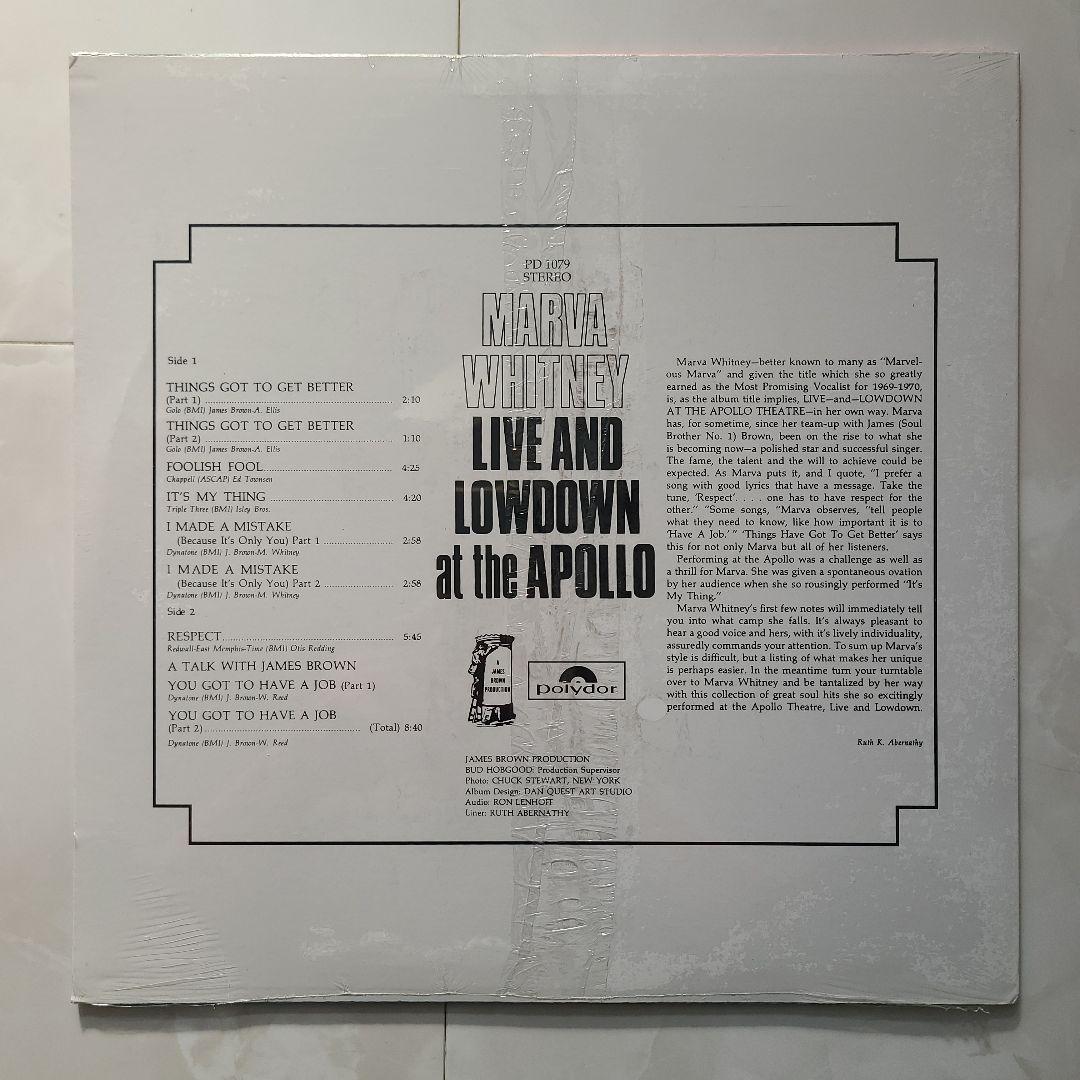 PD 1079
STEREO
MARVA
WHITNEY
LIVE AND
LOWDOWN
at the APOLLO
Side 1
THINGS GOT TO GET BETTER
(Part 1) 2:10
Golo (BMI) James Brown-A. Ellis
THINGS GOT TO GET BETTER
(Part 2) 1:10
Golo (BMI) James Brown-A. Ellis
FOOLISH FOOL 4:25
Chappell (ASCAP) Ed Townsen
IT'S MY THING 4:20
Triple Three (BMI) Isley Bros.
I MADE A MISTAKE
(Because It's Only You) Part 1 2:58
Dynatone (BMI) J. Brown-M. Whitney
I MADE A MISTAKE
(Because It's Only You) Part 2 2:58
Dynatone (BMI) J. Brown-M. Whitney
Side 2
RESPECT 5:45
Redwall-East Memphis-Time (BMI) Otis Redding
A TALK WITH JAMES BROWN
YOU GOT TO HAVE A JOB (Part 1)
Dynatone (BMI) J. Brown-W. Reed
YOU GOT TO HAVE A JOB
(Part 2) (Total) 8:40
Dynatone (BMI) J. Brown-W. Reed
A
JAMES
BROWN
PRODUCTION
polydor
JAMES BROWN PRODUCTION
BUD HOBGOOD: Production Supervisor
Photo: CHUCK STEWART, NEW YORK
Album Design: DAN QUEST ART STUDIO
Audio: RON LENHOFF
Liner: RUTH ABERNATHY
Marva Whitney—better known to many as "Marvel-
ous Marva" and given the title which she so greatly
earned as the Most Promising Vocalist for 1969-1970,
is, as the album title implies, LIVE—and—LOWDOWN
AT THE APOLLO THEATRE—in her own way. Marva
has, for sometime, since her team-up with James (Soul
Brother No. 1) Brown, been on the rise to what she
is becoming now—a polished star and successful singer.
The fame, the talent and the will to achieve could be
expected. As Marva puts it, and I quote, "I prefer a
song with good lyrics that have a message. Take the
tune, 'Respect'. . . . one has to have respect for the
other." "Some songs, "Marva observes, "tell people
what they need to know, like how important it is to
'Have A Job.' " 'Things Have Got To Get Better' says
this for not only Marva but all of her listeners.
Performing at the Apollo was a challenge as well as
a thrill for Marva. She was given a spontaneous ovation
by her audience when she so rousingly performed "It's
My Thing."
Marva Whitney's first few notes will immediately tell
you into what camp she falls. It's always pleasant to
hear a good voice and hers, with it's lively individuality,
assuredly commands your attention. To sum up Marva's
style is difficult, but a listing of what makes her unique
is perhaps easier. In the meantime turn your turntable
over to Marva Whitney and be tantalized by her way
with this collection of great soul hits she so excitingly
performed at the Apollo Theatre, Live and Lowdown.
Ruth K. Abernathy